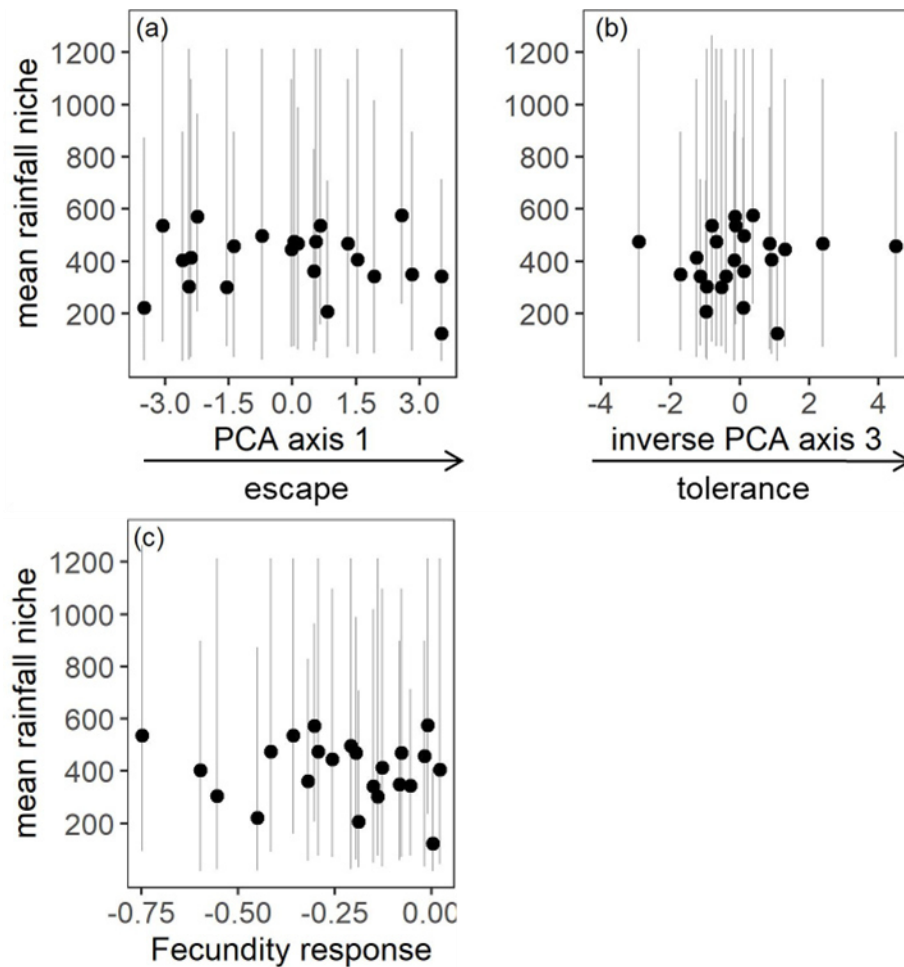 (a)
mean rainfall niche
1200
1000
800
600
400
200
-3.0 -1.5 0.0 1.5 3.0
PCA axis 1
escape
(b)
1200
1000
800
600
400
200
-4 -2 0 2 4
inverse PCA axis 3
tolerance
(c)
mean rainfall niche
1200
1000
800
600
400
200
-0.75 -0.50 -0.25 0.00
Fecundity response